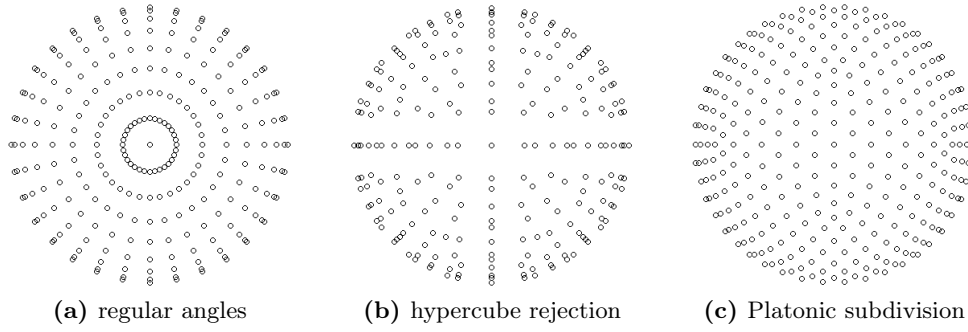 (a) regular angles
(b) hypercube rejection
(c) Platonic subdivision